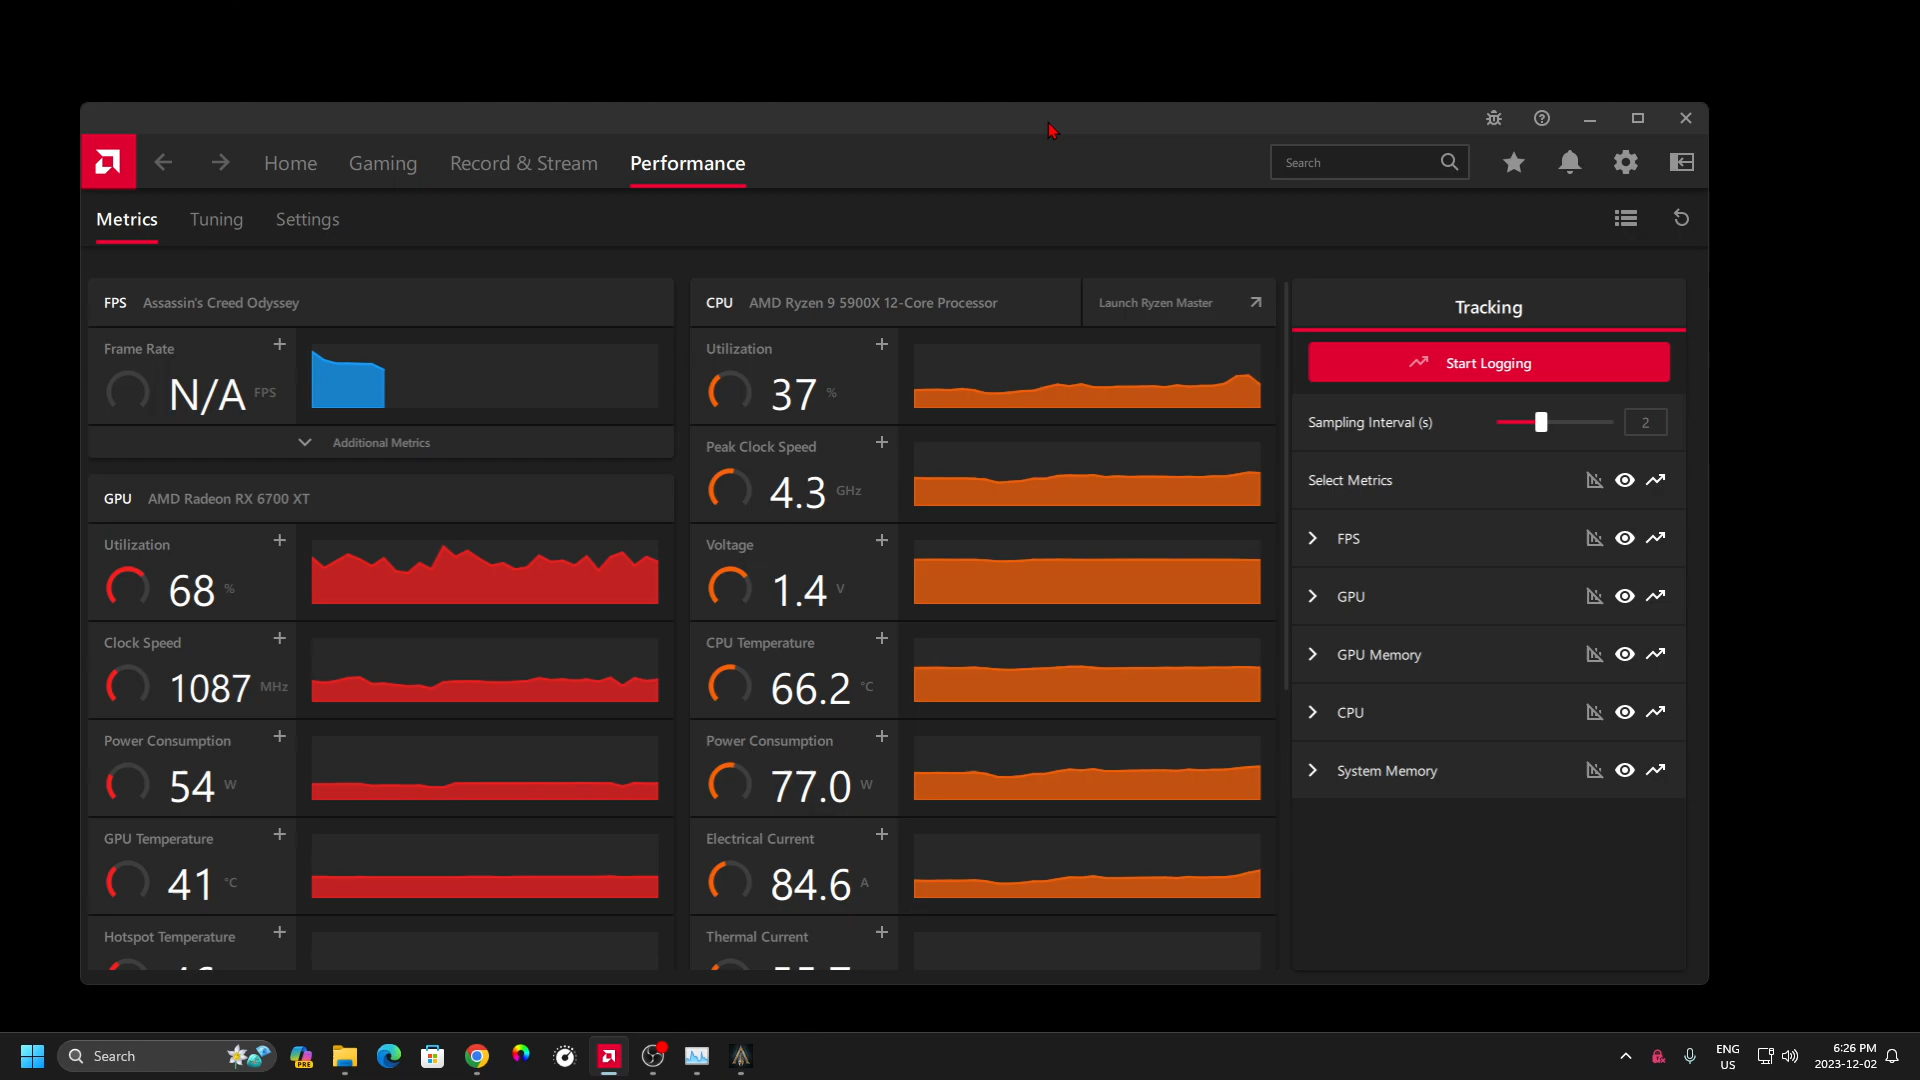 Home
Gaming
Record & Stream
Performance
Search
Metrics
Tuning
Settings
FPS Assassin's Creed Odyssey
Frame Rate
N/A FPS
Additional Metrics
GPU AMD Radeon RX 6700 XT
Utilization
68 %
Clock Speed
1087 MHz
Power Consumption
54 W
GPU Temperature
41 °C
Hotspot Temperature
CPU AMD Ryzen 9 5900X 12-Core Processor
Launch Ryzen Master
Utilization
37 %
Peak Clock Speed
4.3 GHz
Voltage
1.4 V
CPU Temperature
66.2 °C
Power Consumption
77.0 W
Electrical Current
84.6 A
Thermal Current
Tracking
Start Logging
Sampling Interval (s)
2
Select Metrics
FPS
GPU
GPU Memory
CPU
System Memory
Search
PRE
ENG
US
6:26 PM
2023-12-02